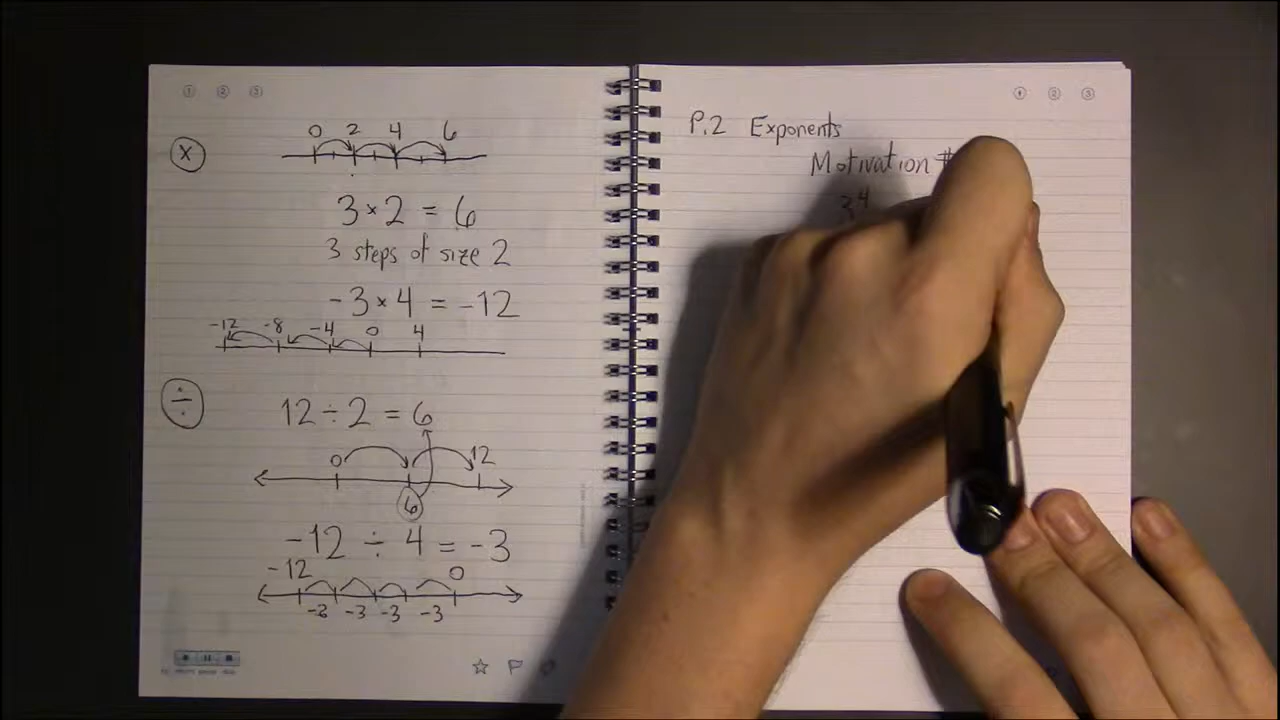 0 2 4 6
x
3 × 2 = 6
3 steps of size 2
-3 × 4 = -12
-12 -8 -4 0 4
÷
12 ÷ 2 = 6
0 12
6
-12 ÷ 4 = -3
-12 0
-3 -3 -3 -3
P.2 Exponents
Motivation #
3⁴